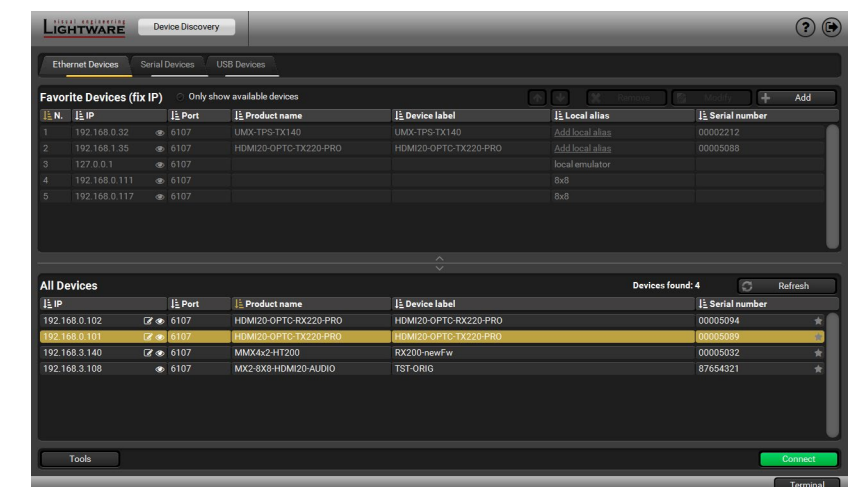 visual engineering
LIGHTWARE
Device Discovery
Ethernet Devices Serial Devices USB Devices
Favorite Devices (fix IP) Only show available devices Remove Modify Add
N. IP Port Product name Device label Local alias Serial number
1 192.168.0.32 6107 UMX-TPS-TX140 UMX-TPS-TX140 Add local alias 00002212
2 192.168.1.35 6107 HDMI20-OPTC-TX220-PRO HDMI20-OPTC-TX220-PRO Add local alias 00005088
3 127.0.0.1 6107 local emulator
4 192.168.0.111 6107 8x8
5 192.168.0.117 6107 8x8
All Devices Devices found: 4 Refresh
IP Port Product name Device label Serial number
192.168.0.102 6107 HDMI20-OPTC-RX220-PRO HDMI20-OPTC-RX220-PRO 00005094
192.168.0.101 6107 HDMI20-OPTC-TX220-PRO HDMI20-OPTC-TX220-PRO 00005089
192.168.3.140 6107 MMX4x2-HT200 RX200-newFw 00005032
192.168.3.108 6107 MX2-8X8-HDMI20-AUDIO TST-ORIG 87654321
Tools Connect
Terminal